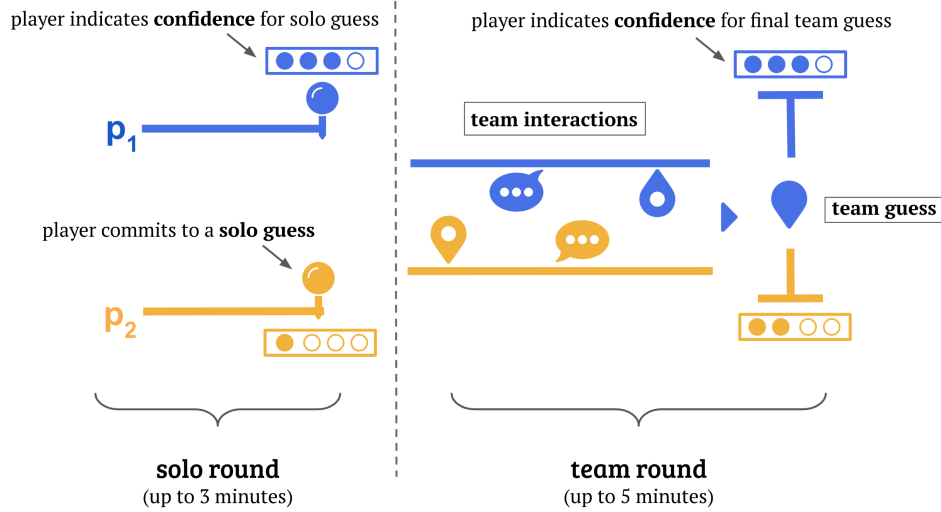 player indicates confidence for solo guess
p1
player commits to a solo guess
p2
solo round
(up to 3 minutes)
player indicates confidence for final team guess
team interactions
team guess
team round
(up to 5 minutes)